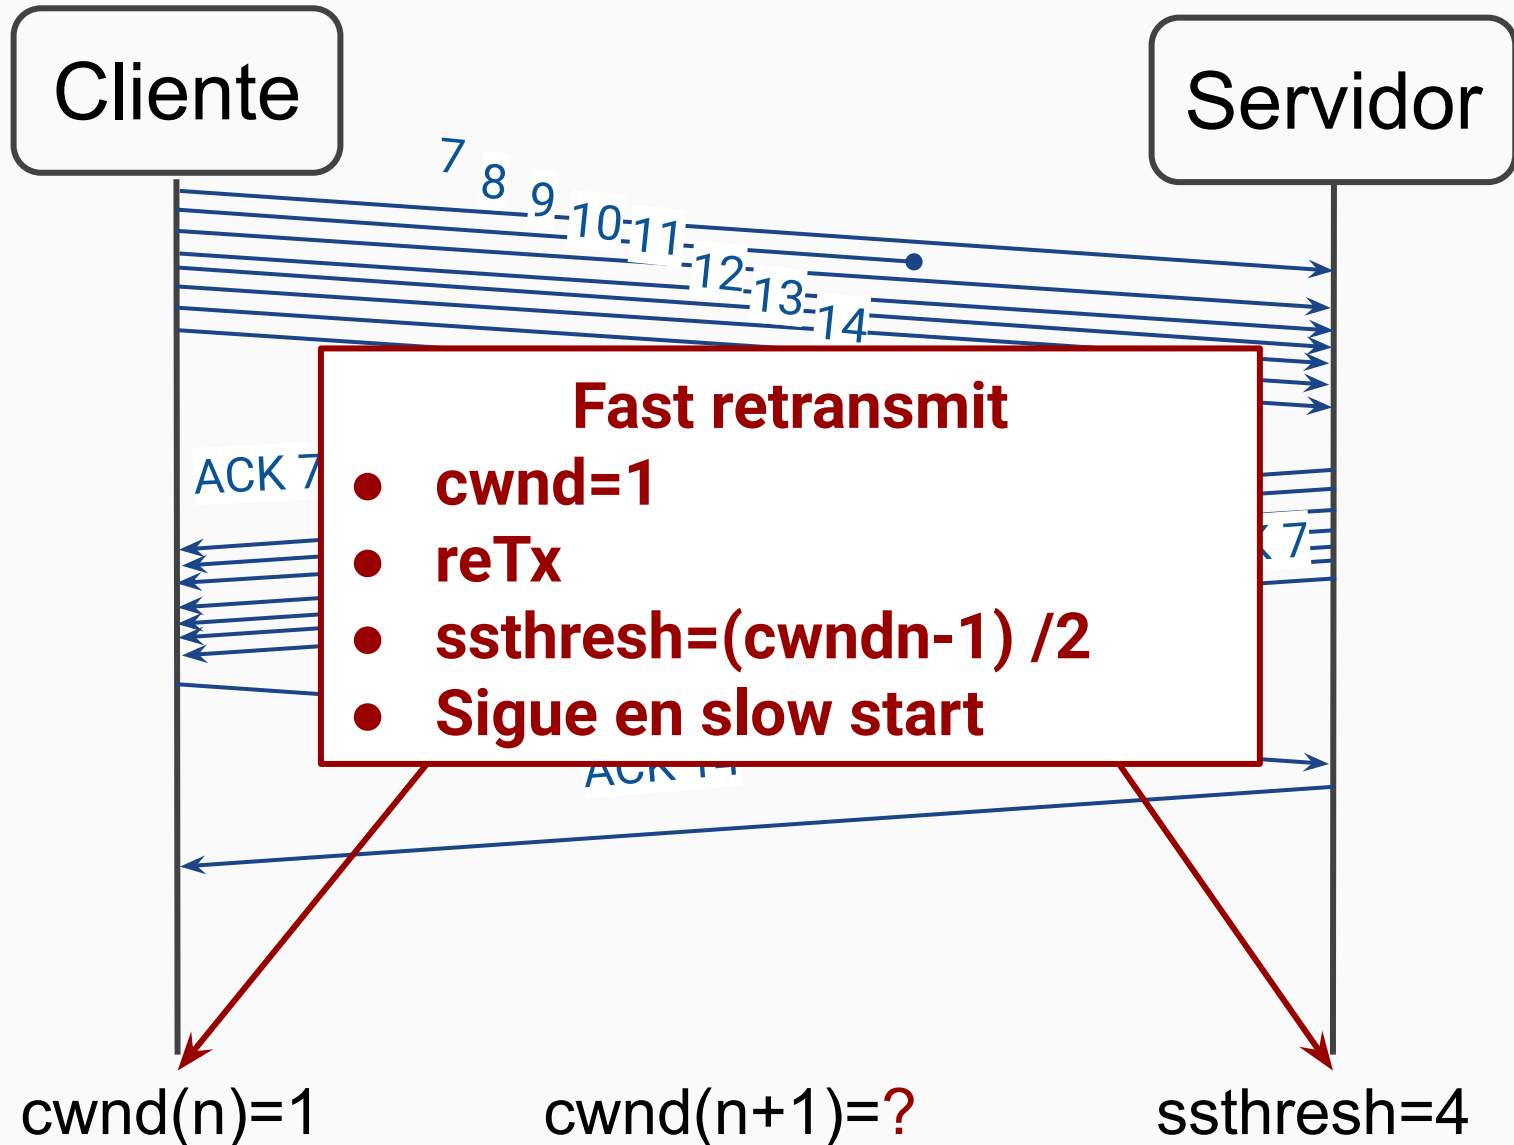 Cliente
Servidor
7
8
9
10
11
12
13
14
Fast retransmit
● cwnd=1
● reTx
● ssthresh=(cwndn-1) /2
● Sigue en slow start
ACK 7
7
ACK
cwnd(n)=1
cwnd(n+1)=?
ssthresh=4